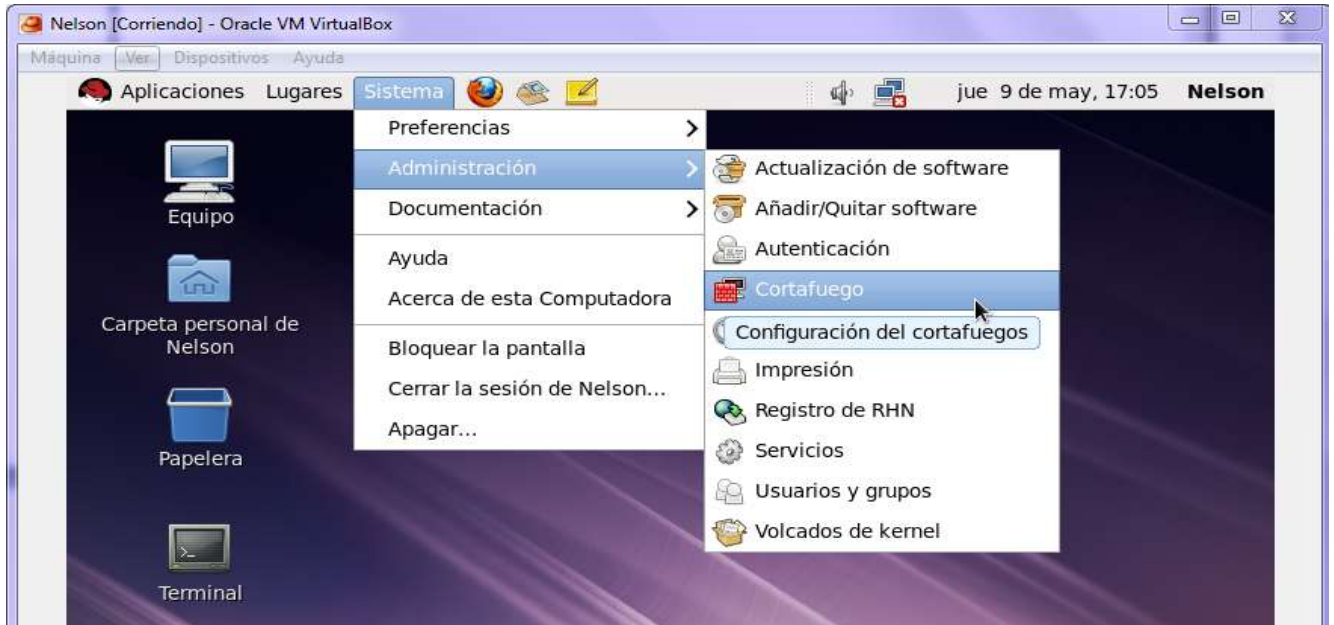 Nelson [Corriendo] - Oracle VM VirtualBox
Máquina Ver Dispositivos Ayuda
Aplicaciones Lugares Sistema jue 9 de may, 17:05 Nelson
Preferencias
Administración
Documentación
Ayuda
Acerca de esta Computadora
Bloquear la pantalla
Cerrar la sesión de Nelson...
Apagar...
Actualización de software
Añadir/Quitar software
Autenticación
Cortafuego
Configuración del cortafuegos
Impresión
Registro de RHN
Servicios
Usuarios y grupos
Volcados de kernel
Equipo
Carpeta personal de
Nelson
Papelera
Terminal